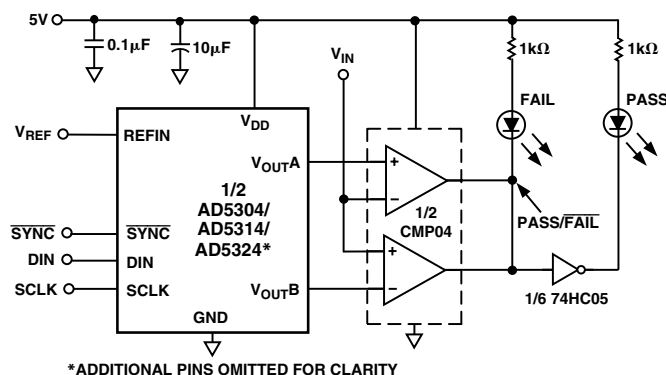 5V
0.1μF
10μF
VIN
1kΩ
1kΩ
FAIL
PASS
VDD
VREF
REFIN
VOUTA
1/2
AD5304/
AD5314/
AD5324*
+
−
1/2
CMP04
PASS/FAIL
SYNC
SYNC
DIN
DIN
SCLK
SCLK
VOUTB
+
−
GND
1/6 74HC05
*ADDITIONAL PINS OMITTED FOR CLARITY